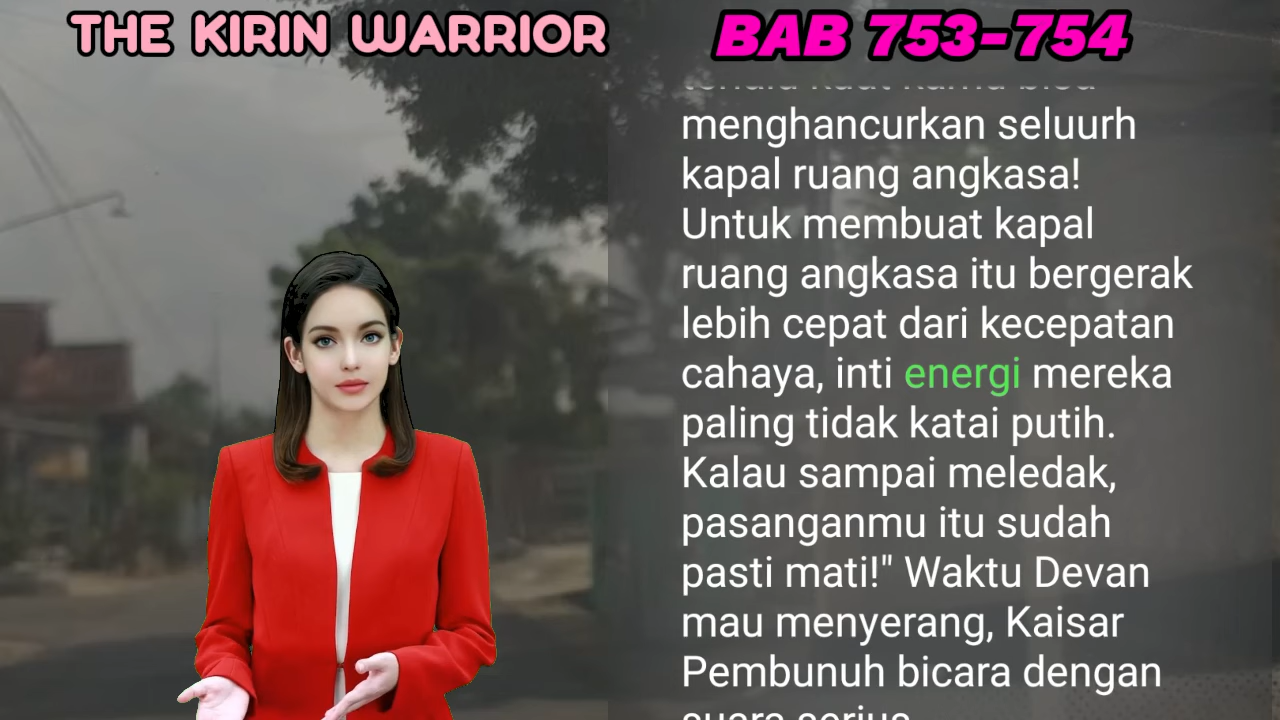 THE KIRIN WARRIOR
BAB 753-754
menghancurkan seluurh
kapal ruang angkasa!
Untuk membuat kapal
ruang angkasa itu bergerak
lebih cepat dari kecepatan
cahaya, inti energi mereka
paling tidak katai putih.
Kalau sampai meledak,
pasanganmu itu sudah
pasti mati!" Waktu Devan
mau menyerang, Kaisar
Pembunuh bicara dengan